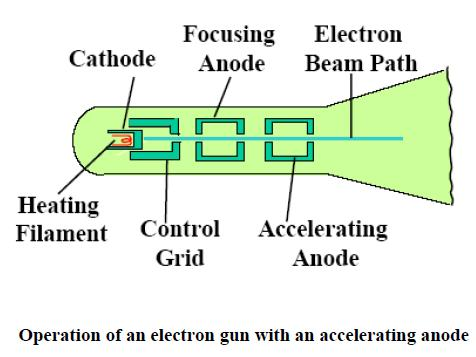 Cathode
Focusing
Anode
Electron
Beam Path
Heating
Filament
Control
Grid
Accelerating
Anode
Operation of an electron gun with an accelerating anode